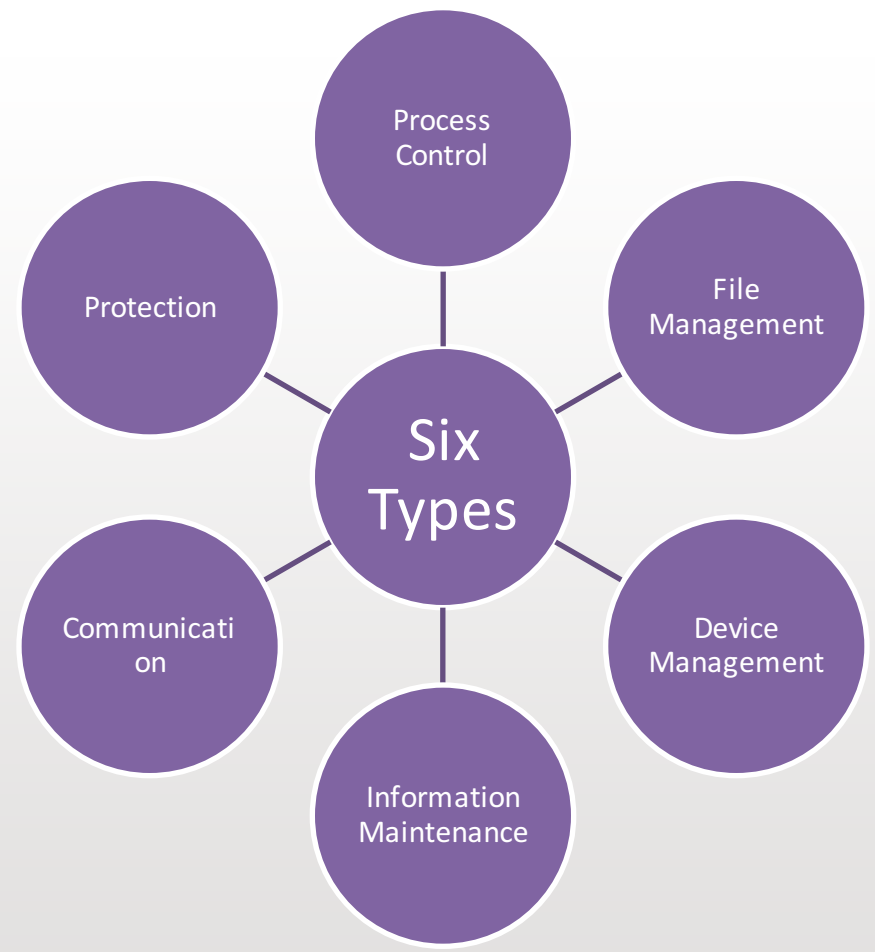 Process
Control
File
Management
Device
Management
Information
Maintenance
Communicati
on
Protection
Six
Types